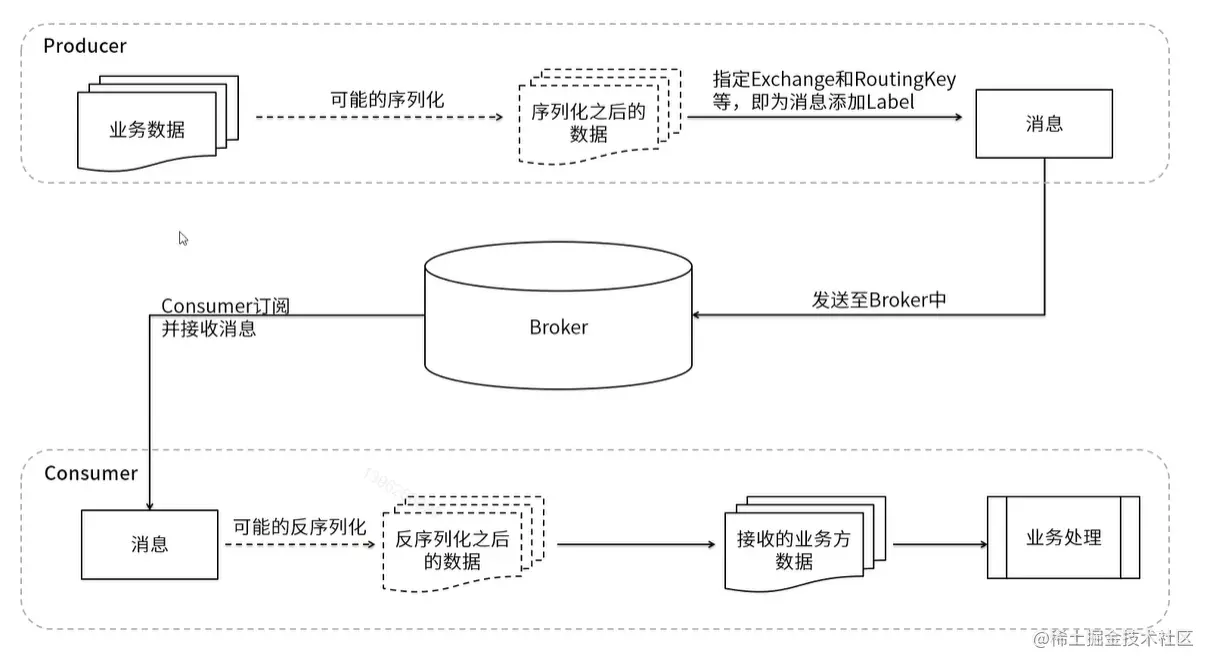 Producer
业务数据
可能的序列化
序列化之后的
数据
指定Exchange和RoutingKey
等，即为消息添加Label
消息
Consumer订阅
并接收消息
Broker
发送至Broker中
Consumer
消息
可能的反序列化
反序列化之后
的数据
接收的业务方
数据
业务处理
@稀土掘金技术社区